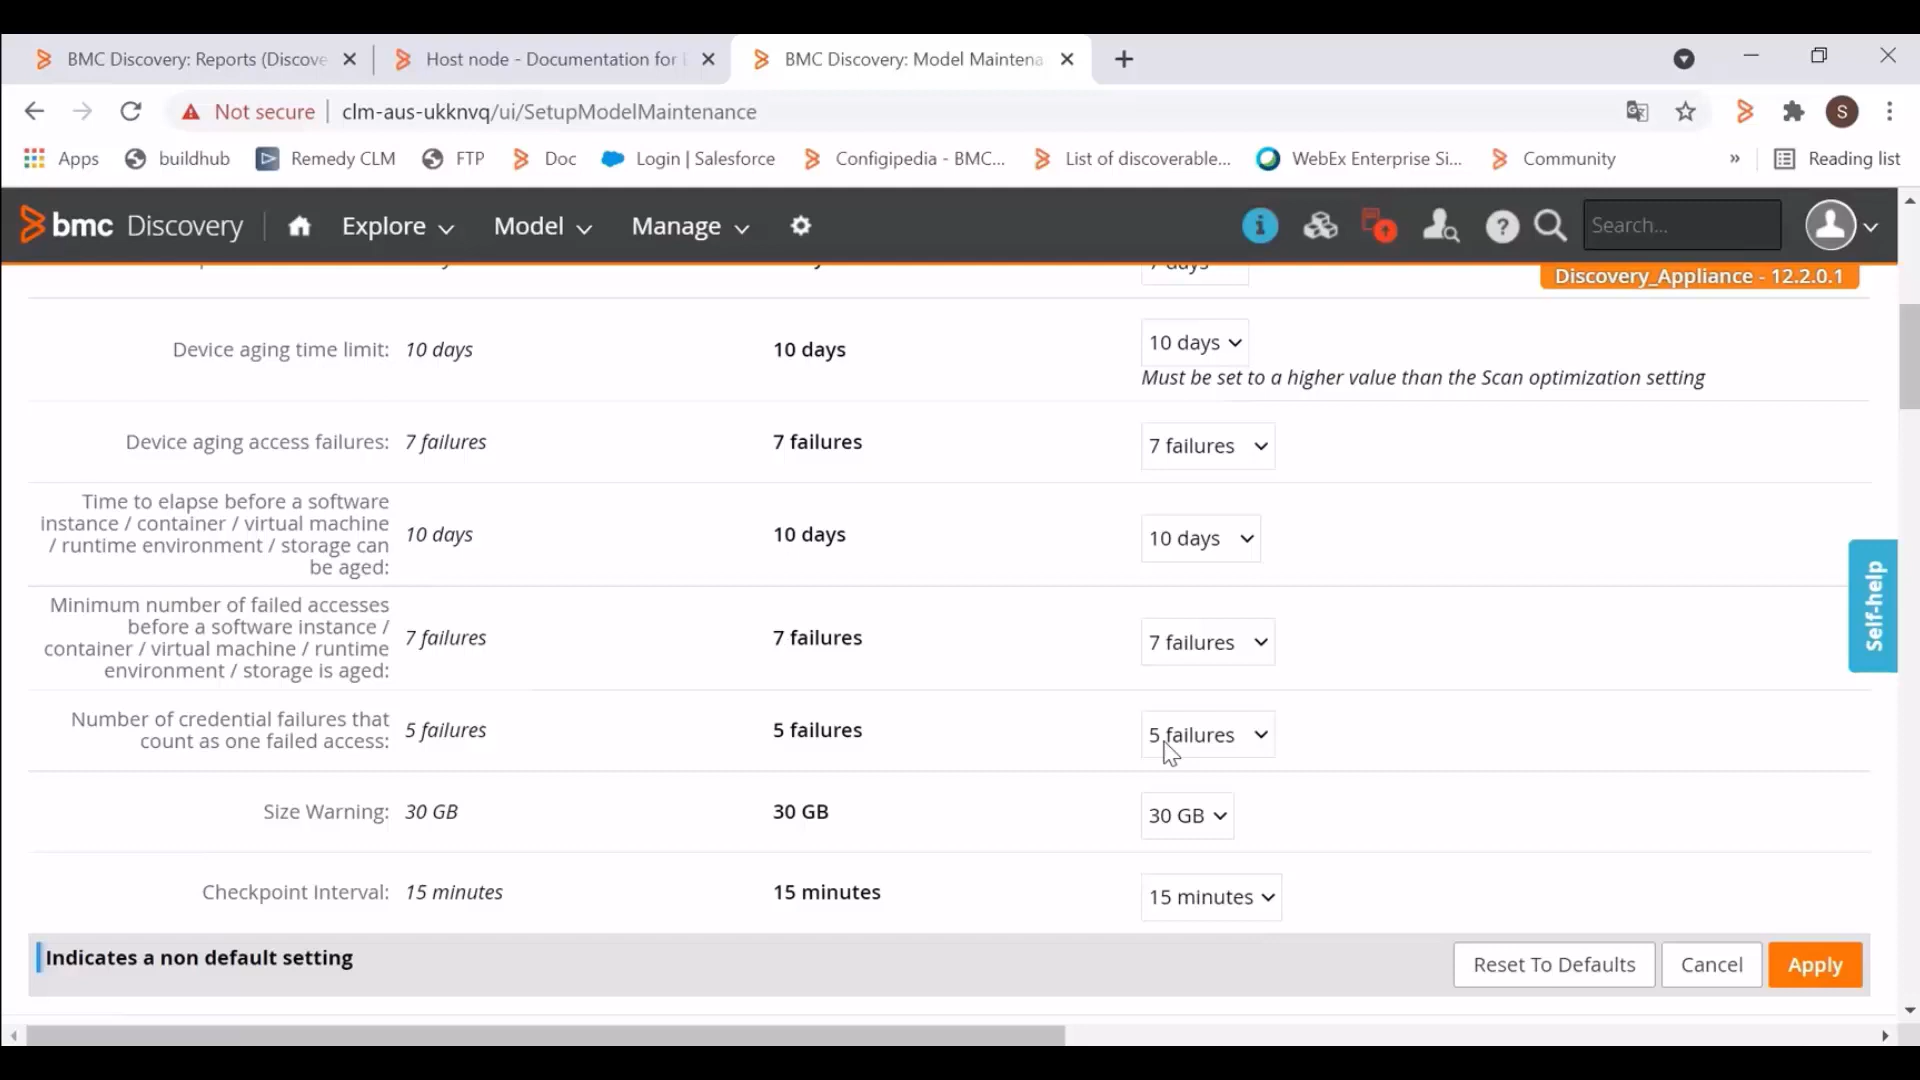 BMC Discovery: Reports (Discove
Host node - Documentation for
BMC Discovery: Model Maintena
Not secure
clm-aus-ukknvq/ui/SetupModelMaintenance
S
Apps
buildhub
Remedy CLM
FTP
Doc
Login | Salesforce
Configipedia - BMC...
List of discoverable...
WebEx Enterprise Si...
Community
»
Reading list
bmc Discovery
Explore
Model
Manage
Search...
7 days
Discovery_Appliance - 12.2.0.1
Device aging time limit: 10 days 10 days 10 days
Must be set to a higher value than the Scan optimization setting
Device aging access failures: 7 failures 7 failures 7 failures
Time to elapse before a software
instance / container / virtual machine
/ runtime environment / storage can
be aged:
10 days 10 days 10 days
Minimum number of failed accesses
before a software instance /
container / virtual machine / runtime
environment / storage is aged:
7 failures 7 failures 7 failures
Number of credential failures that
count as one failed access:
5 failures 5 failures 5 failures
Size Warning: 30 GB 30 GB 30 GB
Checkpoint Interval: 15 minutes 15 minutes 15 minutes
Indicates a non default setting
Reset To Defaults
Cancel
Apply
Self-help